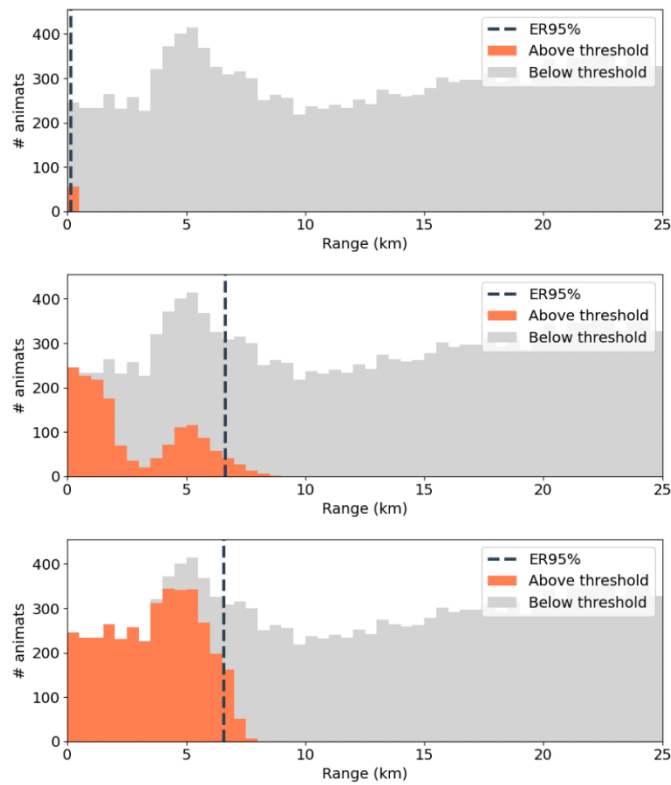 400
300
200
100
0
# animats
ER95%
Above threshold
Below threshold
0 5 10 15 20 25
Range (km)
400
300
200
100
0
# animats
ER95%
Above threshold
Below threshold
0 5 10 15 20 25
Range (km)
400
300
200
100
0
# animats
ER95%
Above threshold
Below threshold
0 5 10 15 20 25
Range (km)